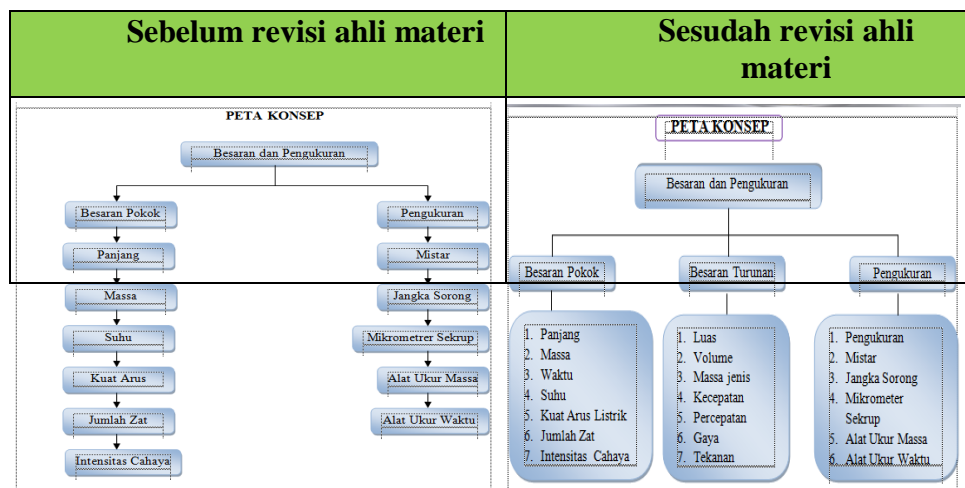 Sebelum revisi ahli materi
Sesudah revisi ahli
materi
PETA KONSEP
Besaran dan Pengukuran
Besaran Pokok
Pengukuran
Panjang
Mistar
Massa
Jangka Sorong
Suhu
Mikrometrer Sekrup
Kuat Arus
Alat Ukur Massa
Jumlah Zat
Alat Ukur Waktu
Intensitas Cahaya
PETA KONSEP
Besaran dan Pengukuran
Besaran Pokok
Besaran Turunan
Pengukuran
1. Panjang
2. Massa
3. Waktu
4. Suhu
5. Kuat Arus Listrik
6. Jumlah Zat
7. Intensitas Cahaya
1. Luas
2. Volume
3. Massa jenis
4. Kecepatan
5. Percepatan
6. Gaya
7. Tekanan
1. Pengukuran
2. Mistar
3. Jangka Sorong
4. Mikrometer
Sekrup
5. Alat Ukur Massa
6. Alat Ukur Waktu